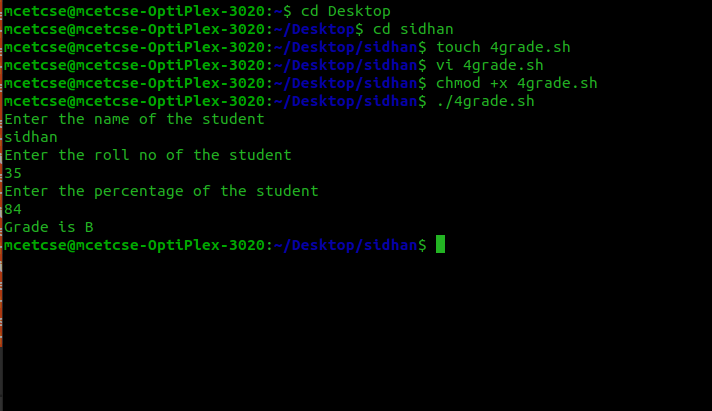 mcetcse@mcetcse-OptiPlex-3020:~$ cd Desktop
mcetcse@mcetcse-OptiPlex-3020:~/Desktop$ cd sidhan
mcetcse@mcetcse-OptiPlex-3020:~/Desktop/sidhan$ touch 4grade.sh
mcetcse@mcetcse-OptiPlex-3020:~/Desktop/sidhan$ vi 4grade.sh
mcetcse@mcetcse-OptiPlex-3020:~/Desktop/sidhan$ chmod +x 4grade.sh
mcetcse@mcetcse-OptiPlex-3020:~/Desktop/sidhan$ ./4grade.sh
Enter the name of the student
sidhan
Enter the roll no of the student
35
Enter the percentage of the student
84
Grade is B
mcetcse@mcetcse-OptiPlex-3020:~/Desktop/sidhan$